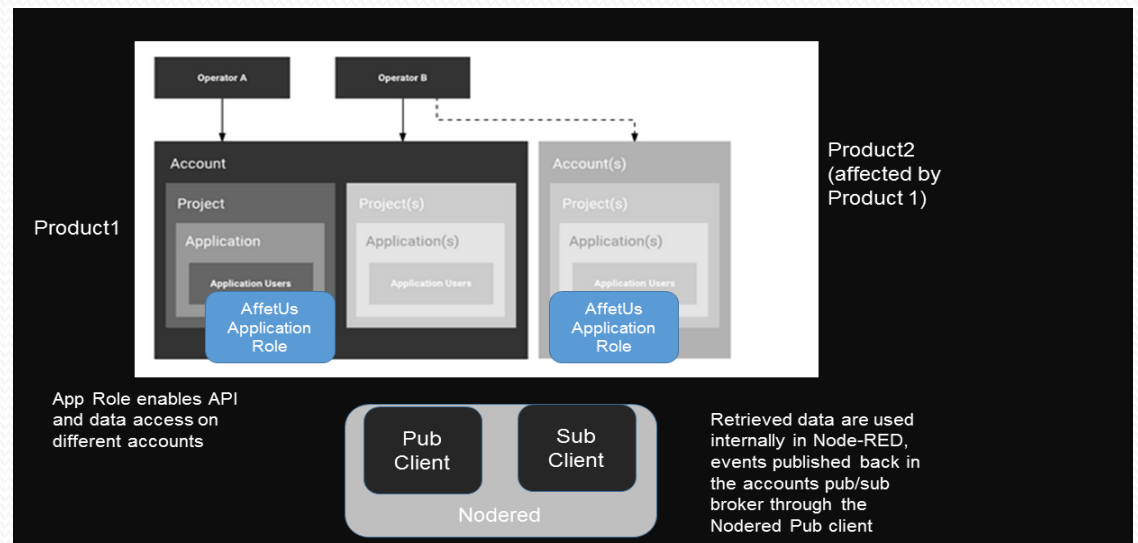 Operator A
Operator B
Account
Account(s)
Project
Project(s)
Project(s)
Application
Application(s)
Application(s)
Application Users
Application Users
Application Users
AffetUs
Application
Role
AffetUs
Application
Role
Product1
Product2
(affected by
Product 1)
App Role enables API
and data access on
different accounts
Pub
Client
Sub
Client
Nodered
Retrieved data are used
internally in Node-RED,
events published back in
the accounts pub/sub
broker through the
Nodered Pub client